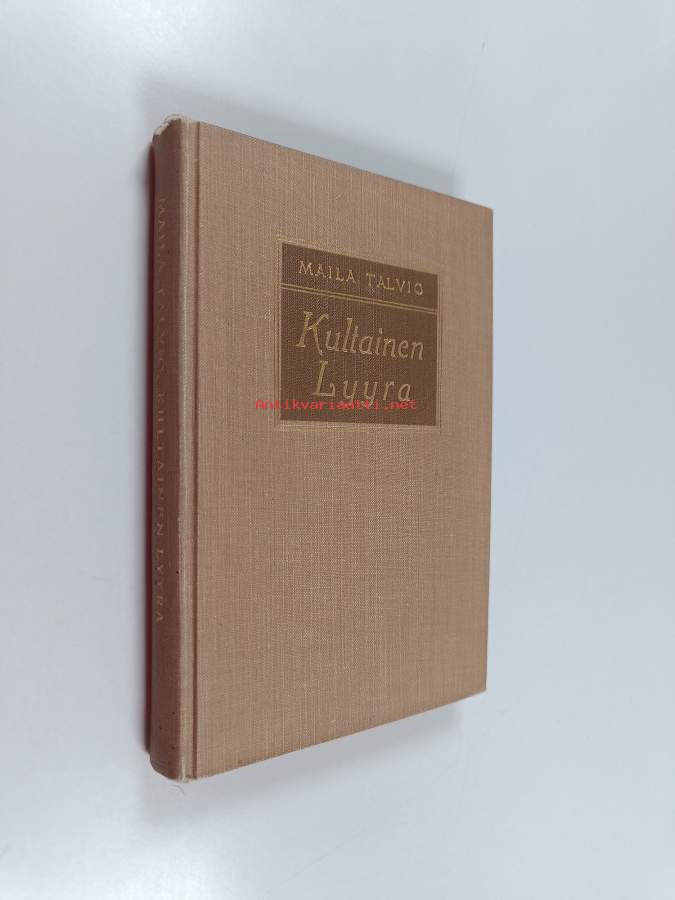 MAILA TALVIO
Kultainen
Lyyra
Antikvariaatti.net
MAILA TALVIO KULTAINEN LYYRA